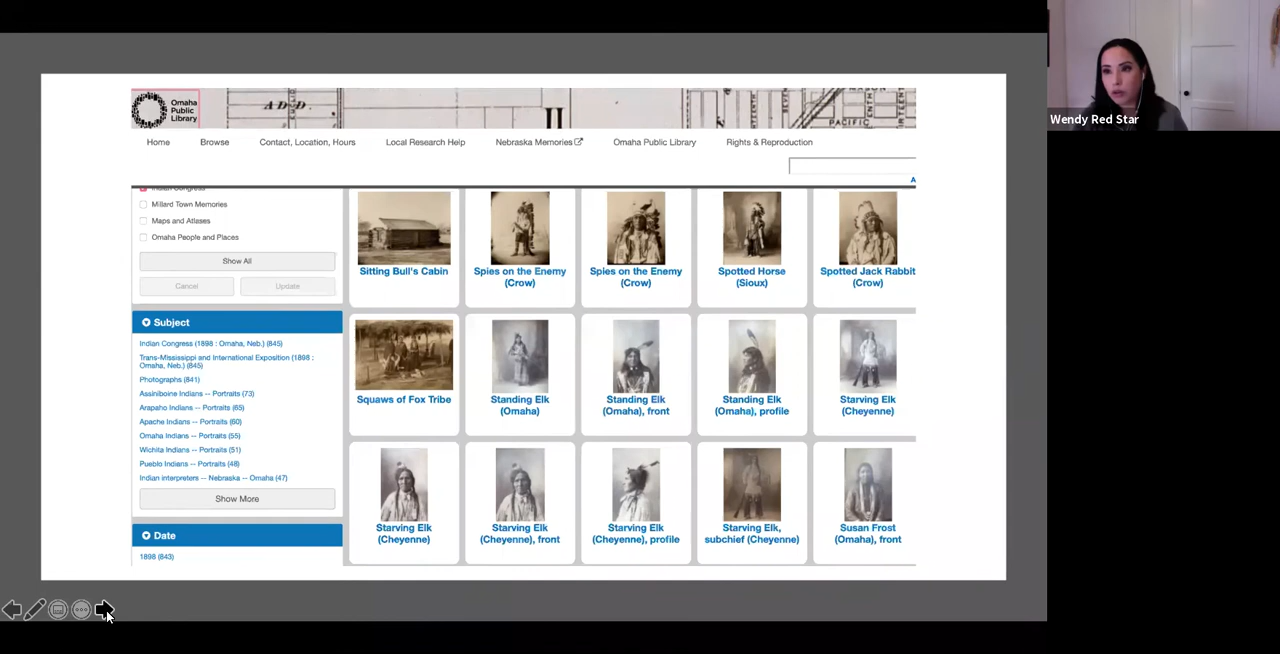 Omaha
Public
Library
A D D.
II
PACIFIC
Home Browse Contact, Location, Hours Local Research Help Nebraska Memories Omaha Public Library Rights & Reproduction
A
Indian Congress
Millard Town Memories
Maps and Atlases
Omaha People and Places
Show All
Cancel Update
Subject
Indian Congress (1898 : Omaha, Neb.) (845)
Trans-Mississippi and International Exposition (1898 :
Omaha, Neb.) (845)
Photographs (841)
Assiniboine Indians -- Portraits (73)
Arapaho Indians -- Portraits (65)
Apache Indians -- Portraits (60)
Omaha Indians -- Portraits (55)
Wichita Indians -- Portraits (51)
Pueblo Indians -- Portraits (48)
Indian interpreters -- Nebraska -- Omaha (47)
Show More
Date
1898 (843)
Sitting Bull's Cabin
Spies on the Enemy
(Crow)
Spies on the Enemy
(Crow)
Spotted Horse
(Sioux)
Spotted Jack Rabbit
(Crow)
Squaws of Fox Tribe
Standing Elk
(Omaha)
Standing Elk
(Omaha), front
Standing Elk
(Omaha), profile
Starving Elk
(Cheyenne)
Starving Elk
(Cheyenne)
Starving Elk
(Cheyenne), front
Starving Elk
(Cheyenne), profile
Starving Elk,
subchief (Cheyenne)
Susan Frost
(Omaha), front
Wendy Red Star